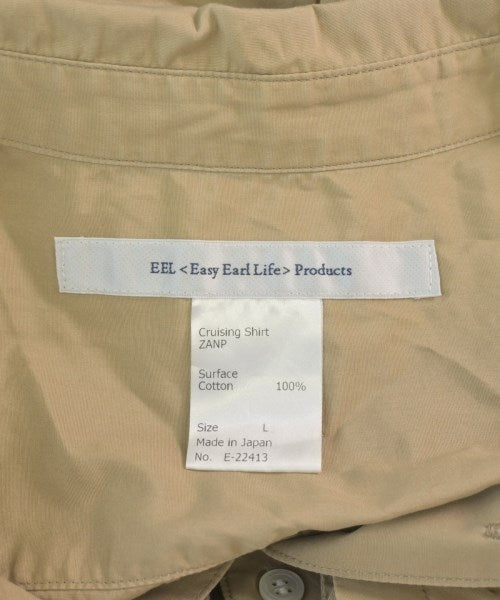 EEL <Easy Earl Life> Products
Cruising Shirt
ZANP
Surface
Cotton 100%
Size L
Made in Japan
No. E-22413